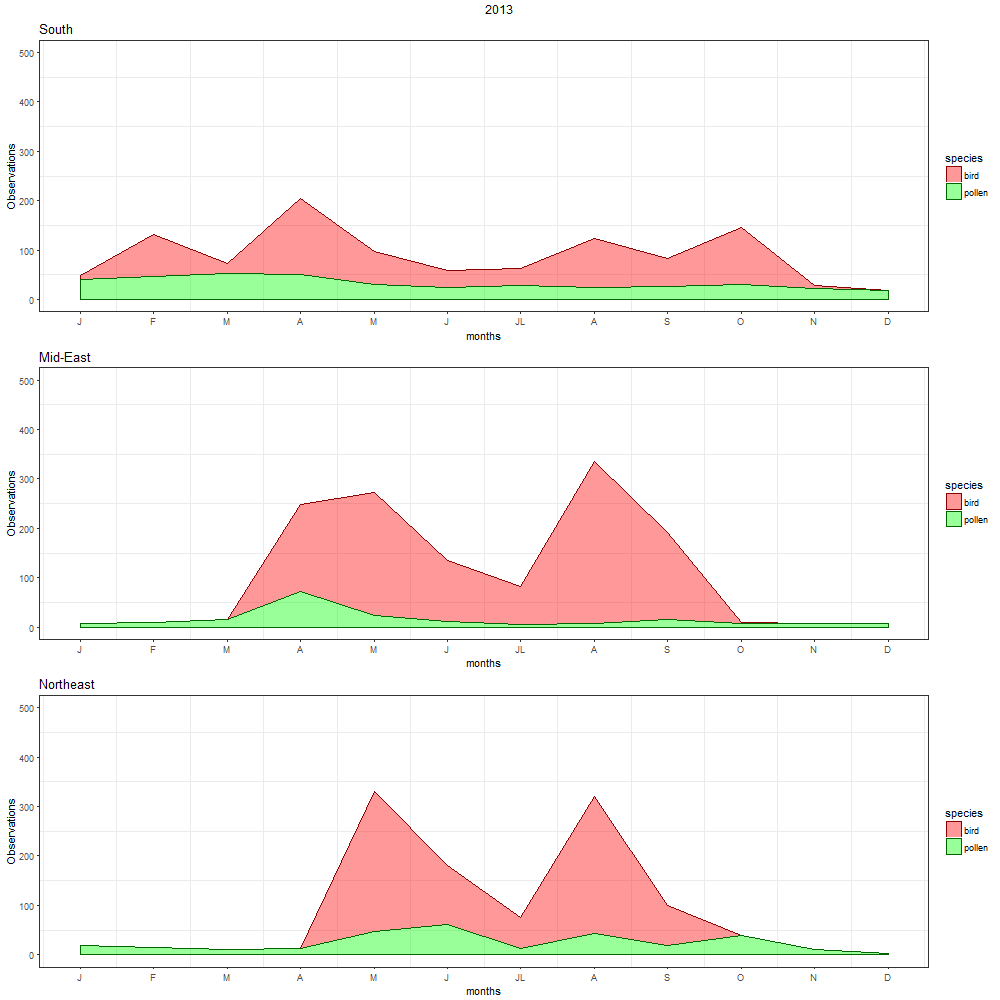 2013
South
500
400
300
200
100
0
Observations
J F M A M J JL A S O N D
months
species
bird
pollen
Mid-East
500
400
300
200
100
0
Observations
J F M A M J JL A S O N D
months
species
bird
pollen
Northeast
500
400
300
200
100
0
Observations
J F M A M J JL A S O N D
months
species
bird
pollen